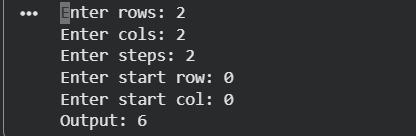 Enter rows: 2
Enter cols: 2
Enter steps: 2
Enter start row: 0
Enter start col: 0
Output: 6